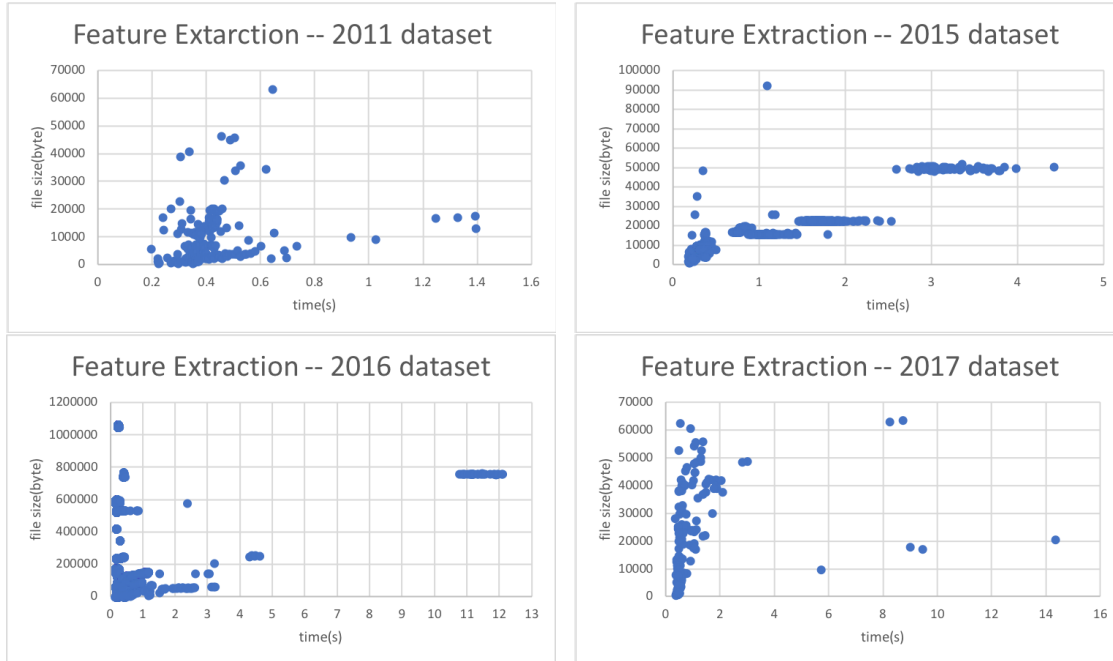 Feature Extarction -- 2011 dataset
70000
60000
50000
40000
30000
20000
10000
0
file size(byte)
0 0.2 0.4 0.6 0.8 1 1.2 1.4 1.6
time(s)
Feature Extraction -- 2015 dataset
100000
90000
80000
70000
60000
50000
40000
30000
20000
10000
0
file size(byte)
0 1 2 3 4 5
time(s)
Feature Extraction -- 2016 dataset
1200000
1000000
800000
600000
400000
200000
0
file size(byte)
0 1 2 3 4 5 6 7 8 9 10 11 12 13
time(s)
Feature Extraction -- 2017 dataset
70000
60000
50000
40000
30000
20000
10000
0
file size(byte)
0 2 4 6 8 10 12 14 16
time(s)